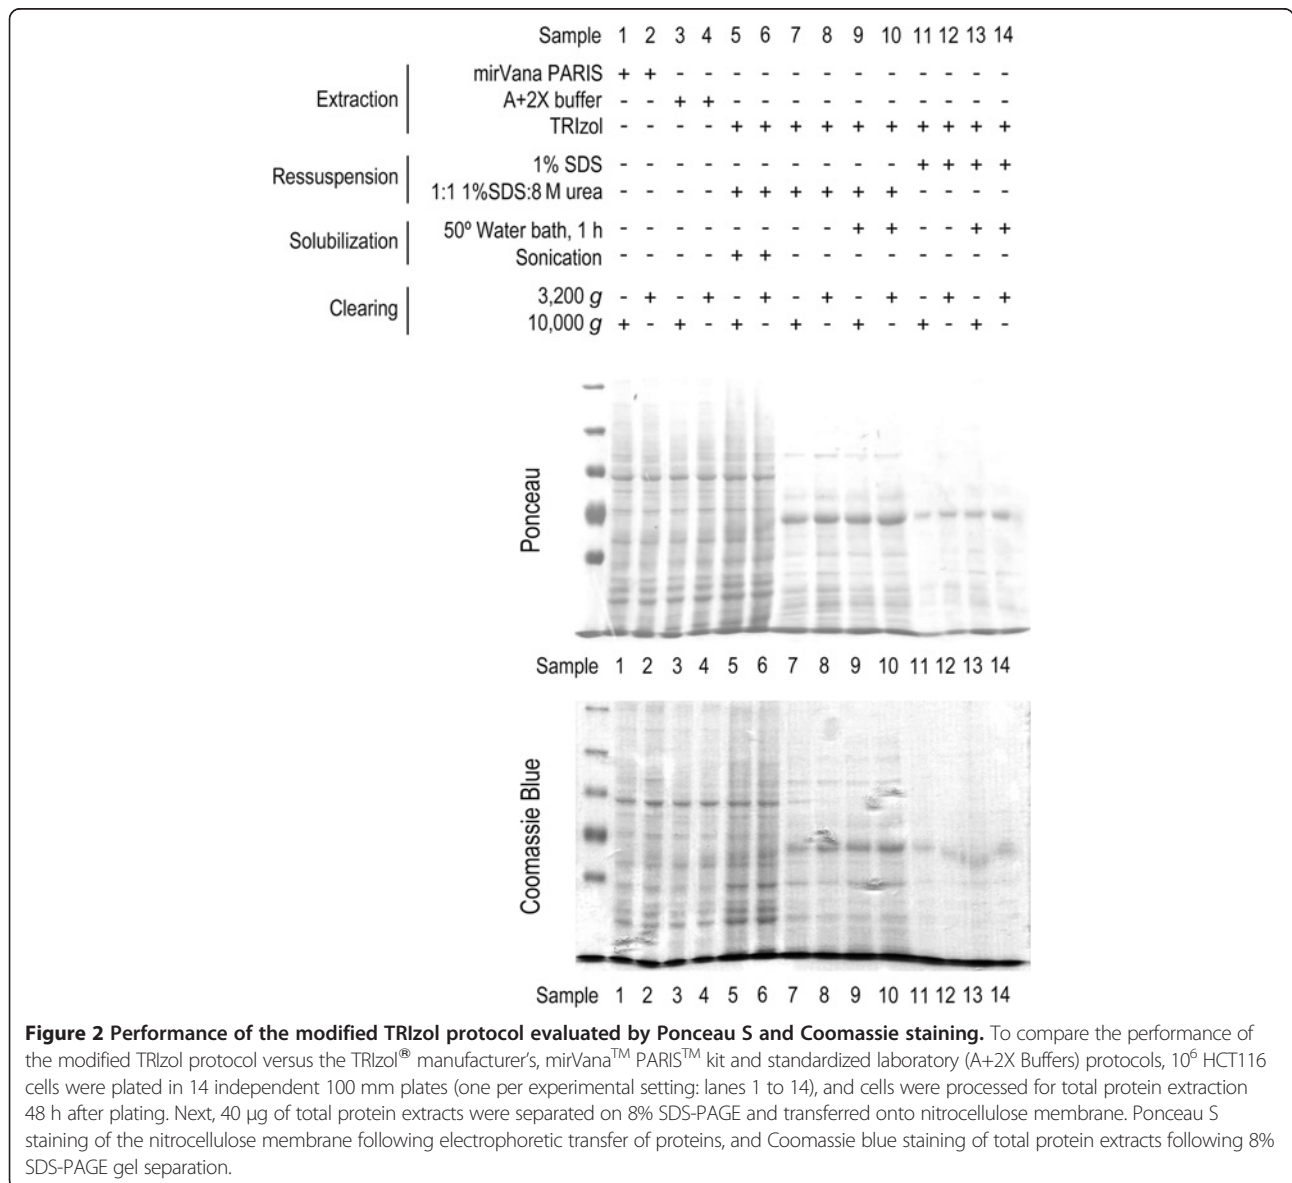 Sample 1 2 3 4 5 6 7 8 9 10 11 12 13 14
Extraction
mirVana PARIS + + - - - - - - - - - - - -
A+2X buffer - - + + - - - - - - - - - -
TRIzol - - - - + + + + + + + + + +
Ressuspension
1% SDS - - - - - - - - - - + + + +
1:1 1%SDS:8 M urea - - - - + + + + + + - - - -
Solubilization
50º Water bath, 1 h - - - - - - - - + + - - + +
Sonication - - - - + + - - - - - - - -
Clearing
3,200 g - + - + - + - + - + - + - +
10,000 g + - + - + - + - + - + - + -
Ponceau
Sample 1 2 3 4 5 6 7 8 9 10 11 12 13 14
Coomassie Blue
Sample 1 2 3 4 5 6 7 8 9 10 11 12 13 14
Figure 2 Performance of the modified TRIzol protocol evaluated by Ponceau S and Coomassie staining. To compare the performance of
the modified TRIzol protocol versus the TRIzol® manufacturer's, mirVana™ PARIS™ kit and standardized laboratory (A+2X Buffers) protocols, 10⁶ HCT116
cells were plated in 14 independent 100 mm plates (one per experimental setting: lanes 1 to 14), and cells were processed for total protein extraction
48 h after plating. Next, 40 μg of total protein extracts were separated on 8% SDS-PAGE and transferred onto nitrocellulose membrane. Ponceau S
staining of the nitrocellulose membrane following electrophoretic transfer of proteins, and Coomassie blue staining of total protein extracts following 8%
SDS-PAGE gel separation.